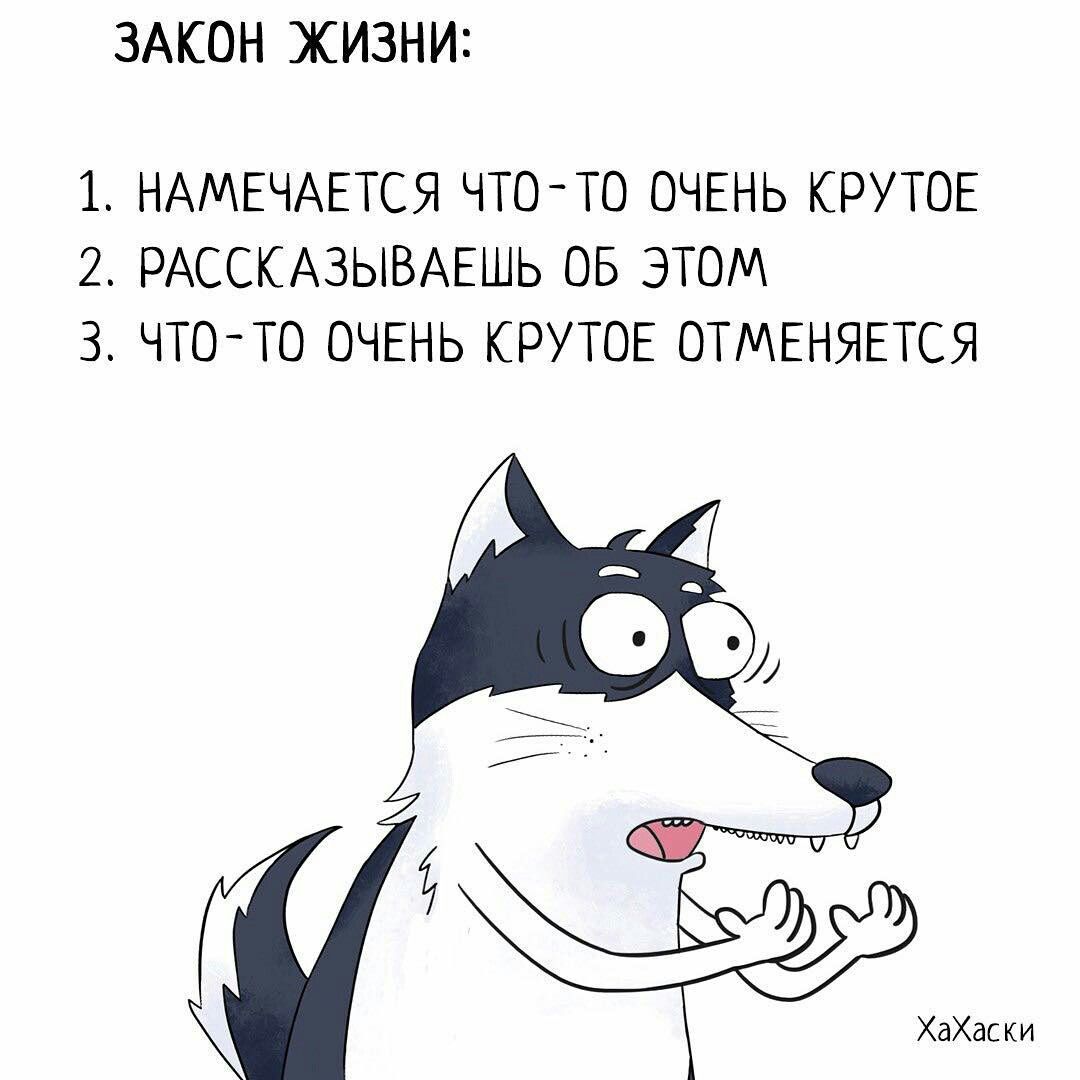 ЗАКОН ЖИЗНИ:
1. НАМЕЧАЕТСЯ ЧТО-ТО ОЧЕНЬ КРУТОЕ
2. РАССКАЗЫВАЕШЬ ОБ ЭТОМ
3. ЧТО-ТО ОЧЕНЬ КРУТОЕ ОТМЕНЯЕТСЯ
ХаХаски